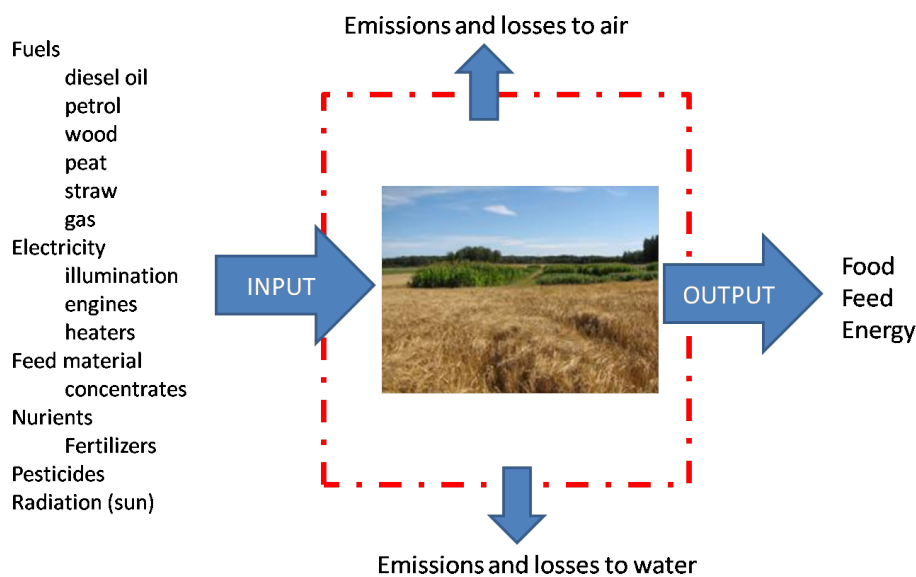 Emissions and losses to air
Fuels
diesel oil
petrol
wood
peat
straw
gas
Electricity
illumination
engines
heaters
Feed material
concentrates
Nurients
Fertilizers
Pesticides
Radiation (sun)
INPUT
OUTPUT
Food
Feed
Energy
Emissions and losses to water